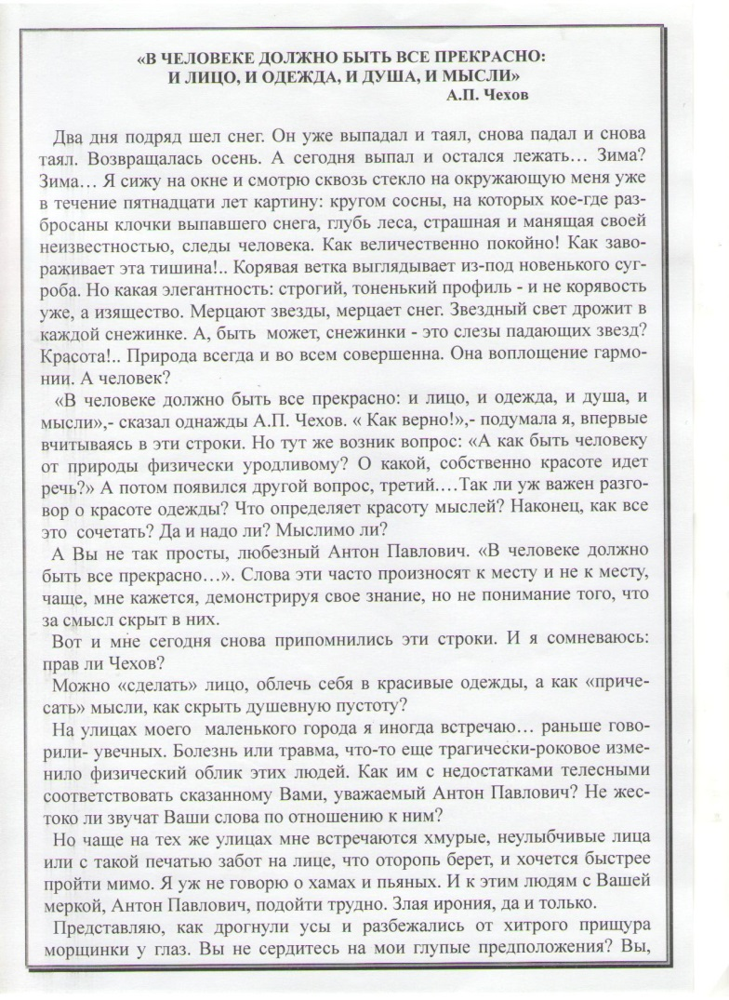 «В ЧЕЛОВЕКЕ ДОЛЖНО БЫТЬ ВСЕ ПРЕКРАСНО:
И ЛИЦО, И ОДЕЖДА, И ДУША, И МЫСЛИ»
А.П. Чехов
Два дня подряд шел снег. Он уже выпадал и таял, снова падал и снова
таял. Возвращалась осень. А сегодня выпал и остался лежать… Зима?
Зима… Я сижу на окне и смотрю сквозь стекло на окружающую меня уже
в течение пятнадцати лет картину: кругом сосны, на которых кое-где раз-
бросаны клочки выпавшего снега, глубь леса, страшная и манящая своей
неизвестностью, следы человека. Как величественно покойно! Как заво-
раживает эта тишина!.. Корявая ветка выглядывает из-под новенького суг-
роба. Но какая элегантность: строгий, тоненький профиль - и не корявость
уже, а изящество. Мерцают звезды, мерцает снег. Звездный свет дрожит в
каждой снежинке. А, быть может, снежинки - это слезы падающих звезд?
Красота!.. Природа всегда и во всем совершенна. Она воплощение гармо-
нии. А человек?
«В человеке должно быть все прекрасно: и лицо, и одежда, и душа, и
мысли»,- сказал однажды А.П. Чехов. « Как верно!»,- подумала я, впервые
вчитываясь в эти строки. Но тут же возник вопрос: «А как быть человеку
от природы физически уродливому? О какой, собственно красоте идет
речь?» А потом появился другой вопрос, третий….Так ли уж важен разго-
вор о красоте одежды? Что определяет красоту мыслей? Наконец, как все
это сочетать? Да и надо ли? Мыслимо ли?
А Вы не так просты, любезный Антон Павлович. «В человеке должно
быть все прекрасно…». Слова эти часто произносят к месту и не к месту,
чаще, мне кажется, демонстрируя свое знание, но не понимание того, что
за смысл скрыт в них.
Вот и мне сегодня снова припомнились эти строки. И я сомневаюсь:
прав ли Чехов?
Можно «сделать» лицо, облечь себя в красивые одежды, а как «приче-
сать» мысли, как скрыть душевную пустоту?
На улицах моего маленького города я иногда встречаю… раньше гово-
рили- увечных. Болезнь или травма, что-то еще трагически-роковое изме-
нило физический облик этих людей. Как им с недостатками телесными
соответствовать сказанному Вами, уважаемый Антон Павлович? Не жес-
токо ли звучат Ваши слова по отношению к ним?
Но чаще на тех же улицах мне встречаются хмурые, неулыбчивые лица
или с такой печатью забот на лице, что оторопь берет, и хочется быстрее
пройти мимо. Я уж не говорю о хамах и пьяных. И к этим людям с Вашей
меркой, Антон Павлович, подойти трудно. Злая ирония, да и только.
Представляю, как дрогнули усы и разбежались от хитрого прищура
морщинки у глаз. Вы не сердитесь на мои глупые предположения? Вы,